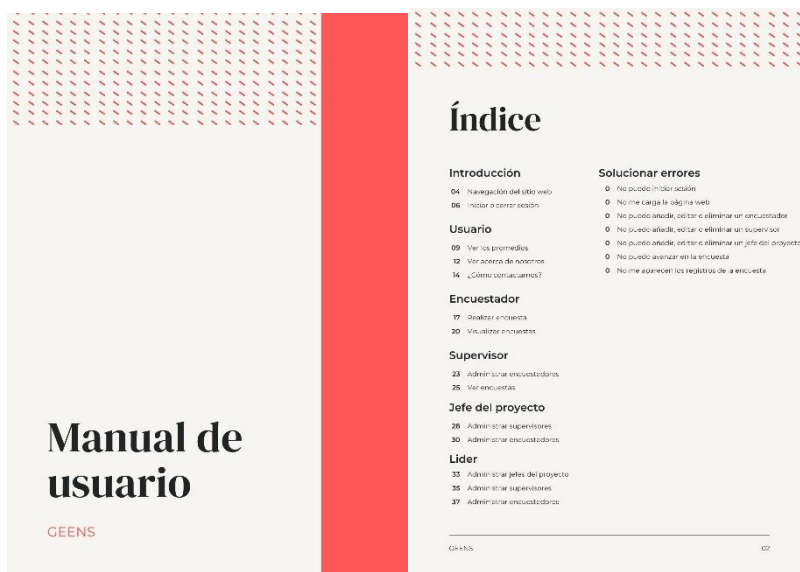 Manual de
usuario
GEENS
Índice
Introducción
04 Navegación del sitio web
06 Iniciar o cerrar sesión
Usuario
09 Ver los promedios
12 Ver acerca de nosotros
14 ¿Cómo contactarnos?
Encuestador
17 Realizar encuesta
20 Visualizar encuestas
Supervisor
23 Administrar encuestadores
25 Ver encuestas
Jefe del proyecto
28 Administrar supervisores
30 Administrar encuestadores
Lider
33 Administrar jefes del proyecto
35 Administrar supervisores
37 Administrar encuestadores
Solucionar errores
0 No puedo iniciar sesión
0 No me carga la página web
0 No puedo añadir, editar o eliminar un encuestador
0 No puedo añadir, editar o eliminar un supervisor
0 No puedo añadir, editar o eliminar un jefe del proyecto
0 No puedo avanzar en la encuesta
0 No me aparecen los registros de la encuesta
GEENS
02